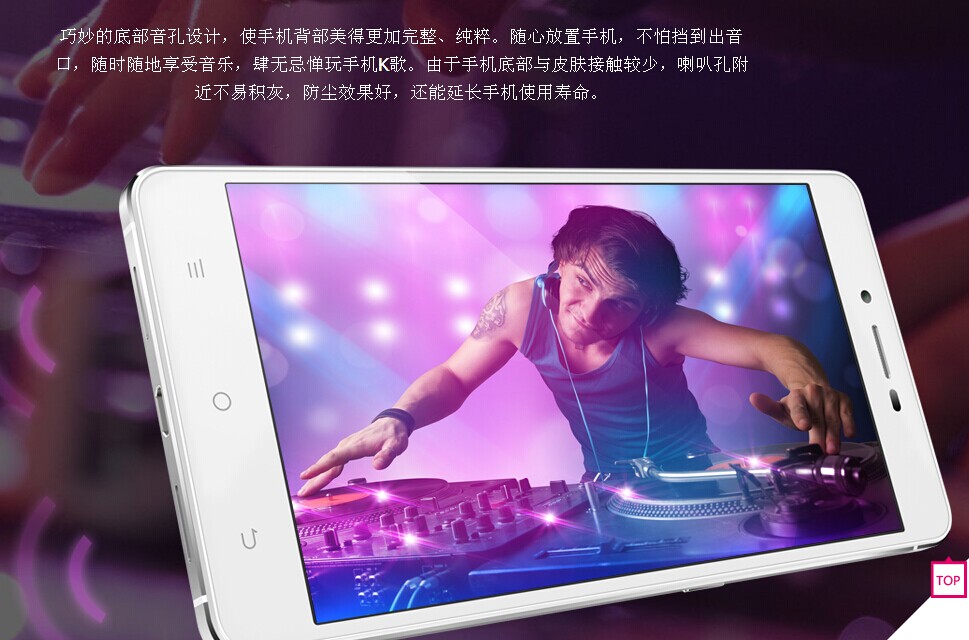 巧妙的底部音孔设计，使手机背部美得更加完整、纯粹。随心放置手机，不怕挡到出音
口，随时随地享受音乐，肆无忌惮玩手机K歌。由于手机底部与皮肤接触较少，喇叭孔附
近不易积灰，防尘效果好，还能延长手机使用寿命。
TOP